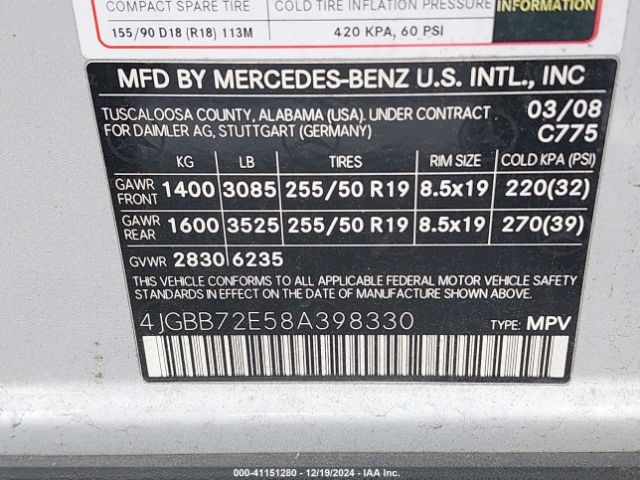 COMPACT SPARE TIRE COLD TIRE INFLATION PRESSURE INFORMATION
155/90 D18 (R18) 113M 420 KPA, 60 PSI
MFD BY MERCEDES-BENZ U.S. INTL., INC
TUSCALOOSA COUNTY, ALABAMA (USA). UNDER CONTRACT 03/08
FOR DAIMLER AG, STUTTGART (GERMANY) C775
KG LB TIRES RIM SIZE COLD KPA (PSI)
GAWR FRONT 1400 3085 255/50 R19 8.5x19 220(32)
GAWR REAR 1600 3525 255/50 R19 8.5x19 270(39)
GVWR 2830 6235
THIS VEHICLE CONFORMS TO ALL APPLICABLE FEDERAL MOTOR VEHICLE SAFETY
STANDARDS IN EFFECT ON THE DATE OF MANUFACTURE SHOWN ABOVE.
4JGBB72E58A398330 TYPE: MPV
000-41151280 - 12/19/2024 - IAA Inc.